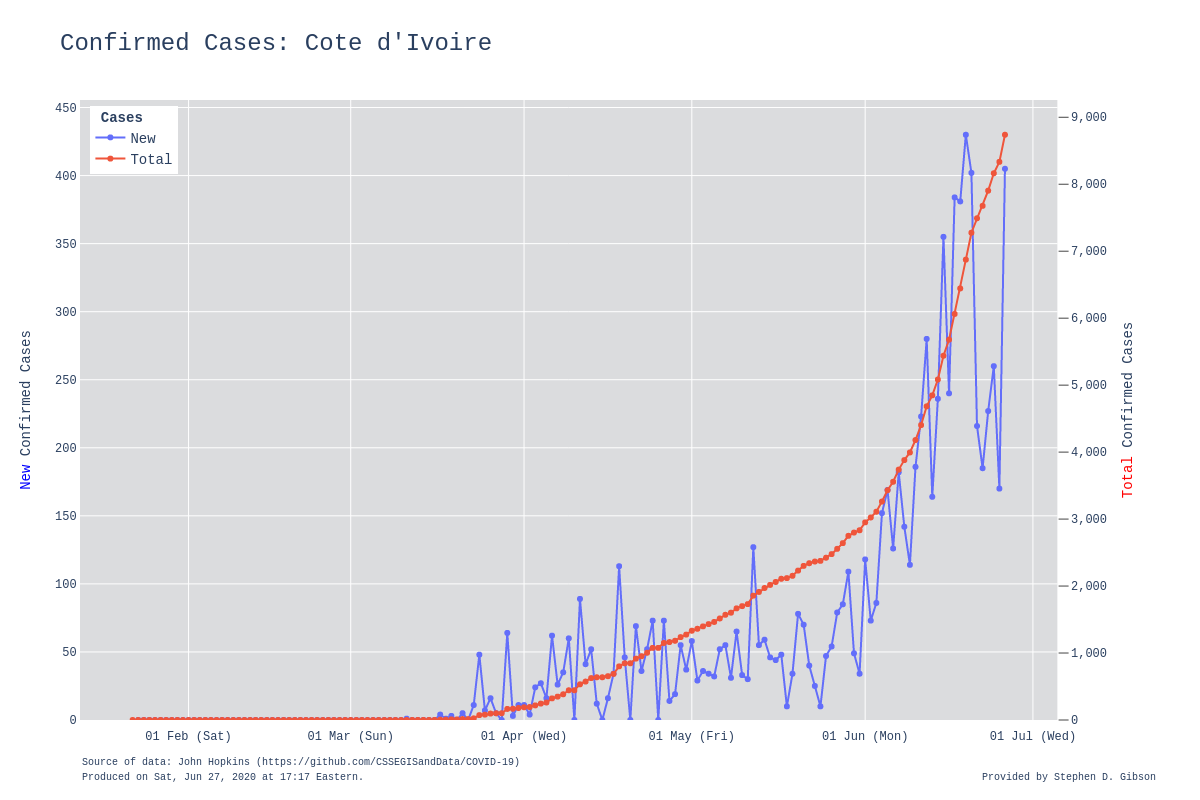 Confirmed Cases: Cote d'Ivoire
Cases
New
Total
450
400
350
300
250
200
150
100
50
0
9,000
8,000
7,000
6,000
5,000
4,000
3,000
2,000
1,000
0
New Confirmed Cases
Total Confirmed Cases
01 Feb (Sat) 01 Mar (Sun) 01 Apr (Wed) 01 May (Fri) 01 Jun (Mon) 01 Jul (Wed)
Source of data: John Hopkins (https://github.com/CSSEGISandData/COVID-19)
Produced on Sat, Jun 27, 2020 at 17:17 Eastern.
Provided by Stephen D. Gibson